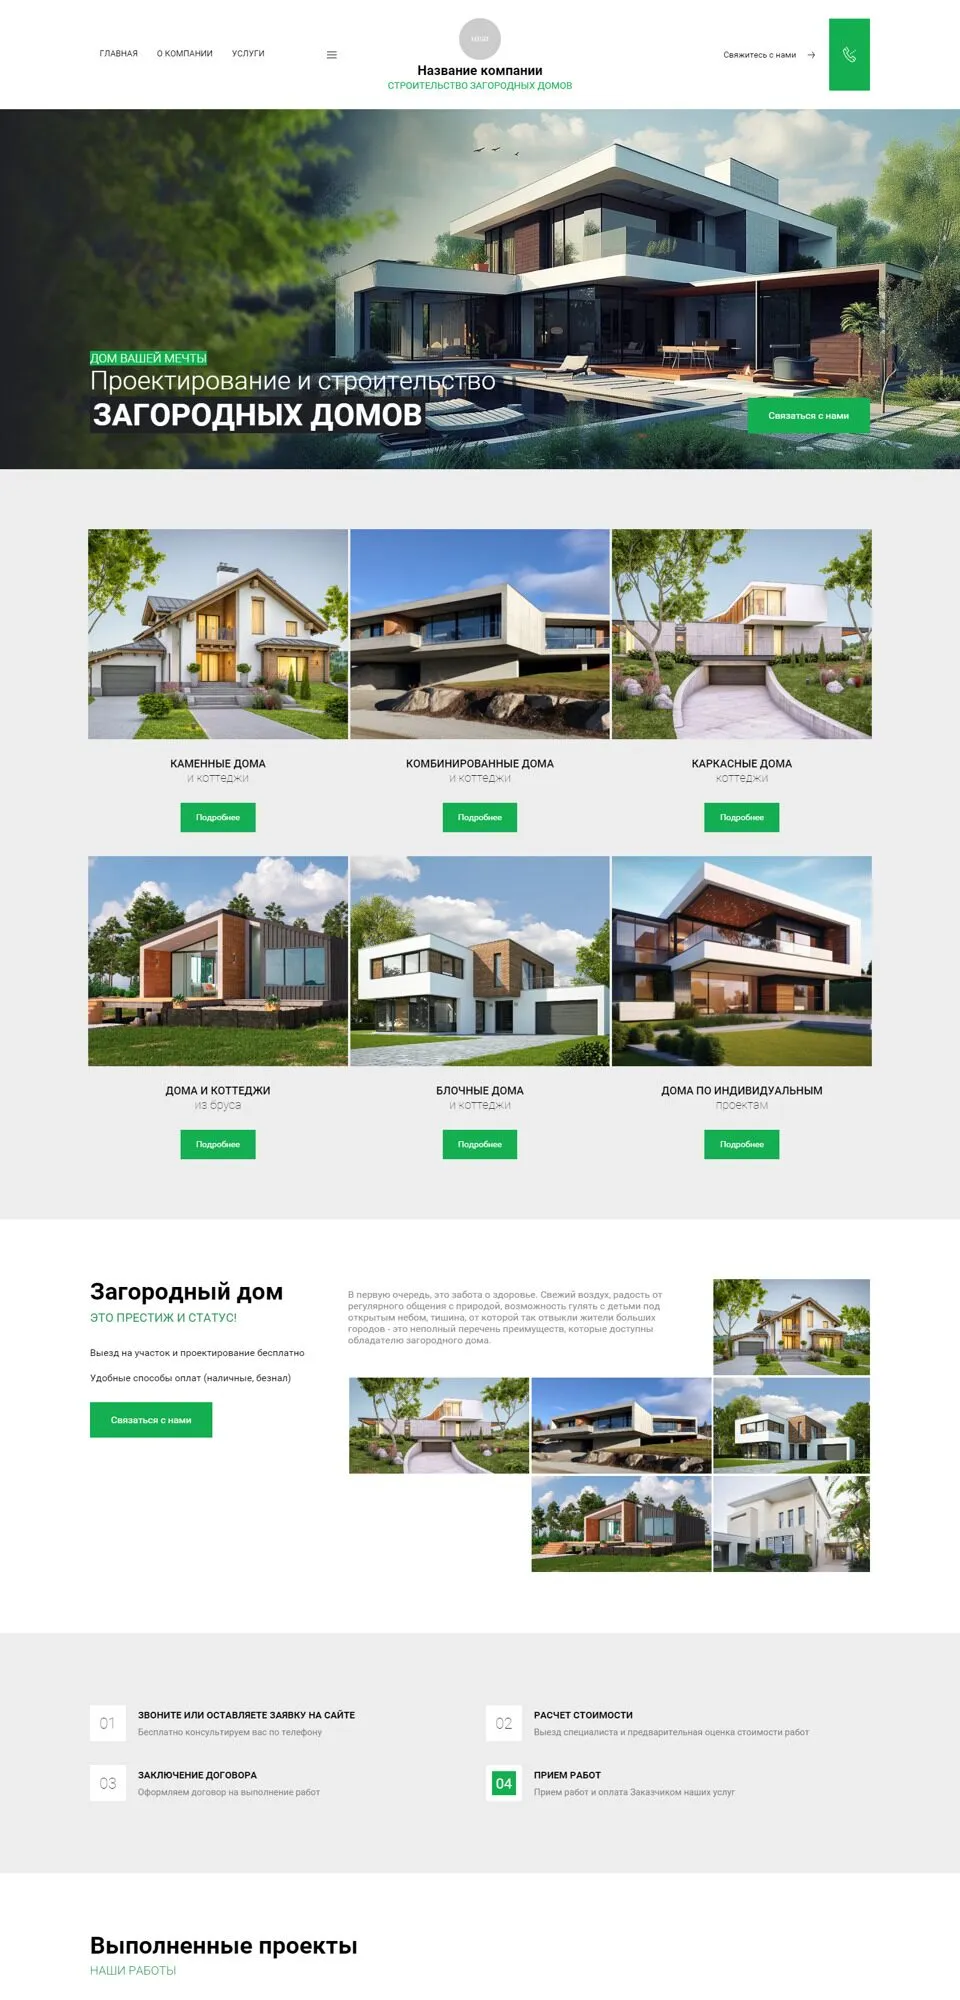 ГЛАВНАЯ О КОМПАНИИ УСЛУГИ
Название компании
СТРОИТЕЛЬСТВО ЗАГОРОДНЫХ ДОМОВ
Свяжитесь с нами →
ДОМ ВАШЕЙ МЕЧТЫ
Проектирование и строительство
ЗАГОРОДНЫХ ДОМОВ
Связаться с нами
КАМЕННЫЕ ДОМА
и коттеджи
Подробнее
КОМБИНИРОВАННЫЕ ДОМА
и коттеджи
Подробнее
КАРКАСНЫЕ ДОМА
коттеджи
Подробнее
ДОМА И КОТТЕДЖИ
из бруса
Подробнее
БЛОЧНЫЕ ДОМА
и коттеджи
Подробнее
ДОМА ПО ИНДИВИДУАЛЬНЫМ
проектам
Подробнее
Загородный дом
ЭТО ПРЕСТИЖ И СТАТУС!
Выезд на участок и проектирование бесплатно
Удобные способы оплат (наличные, безнал)
Связаться с нами
В первую очередь, это забота о здоровье. Свежий воздух, радость от
регулярного общения с природой, возможность гулять с детьми под
открытым небом, тишина, от которой так отвыкли жители больших
городов - это неполный перечень преимуществ, которые доступны
обладателю загородного дома.
01
ЗВОНИТЕ ИЛИ ОСТАВЛЯЕТЕ ЗАЯВКУ НА САЙТЕ
Бесплатно консультируем вас по телефону
02
РАСЧЕТ СТОИМОСТИ
Выезд специалиста и предварительная оценка стоимости работ
03
ЗАКЛЮЧЕНИЕ ДОГОВОРА
Оформляем договор на выполнение работ
04
ПРИЕМ РАБОТ
Прием работ и оплата Заказчиком наших услуг
Выполненные проекты
НАШИ РАБОТЫ